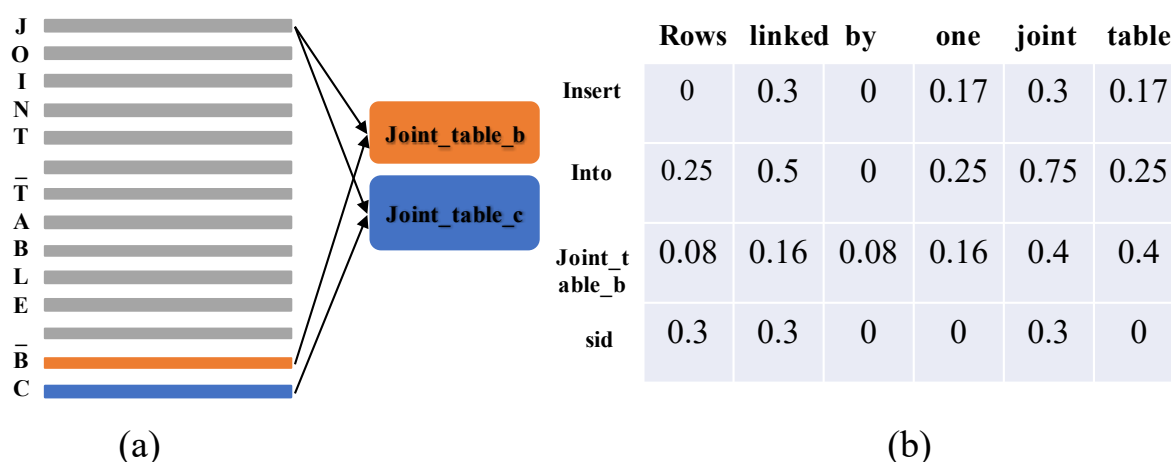 J
O
I
N
T
_
T
A
B
L
E
_
B
C
Joint_table_b
Joint_table_c
(a)
Rows linked by one joint table
Insert 0 0.3 0 0.17 0.3 0.17
Into 0.25 0.5 0 0.25 0.75 0.25
Joint_t
able_b 0.08 0.16 0.08 0.16 0.4 0.4
sid 0.3 0.3 0 0 0.3 0
(b)